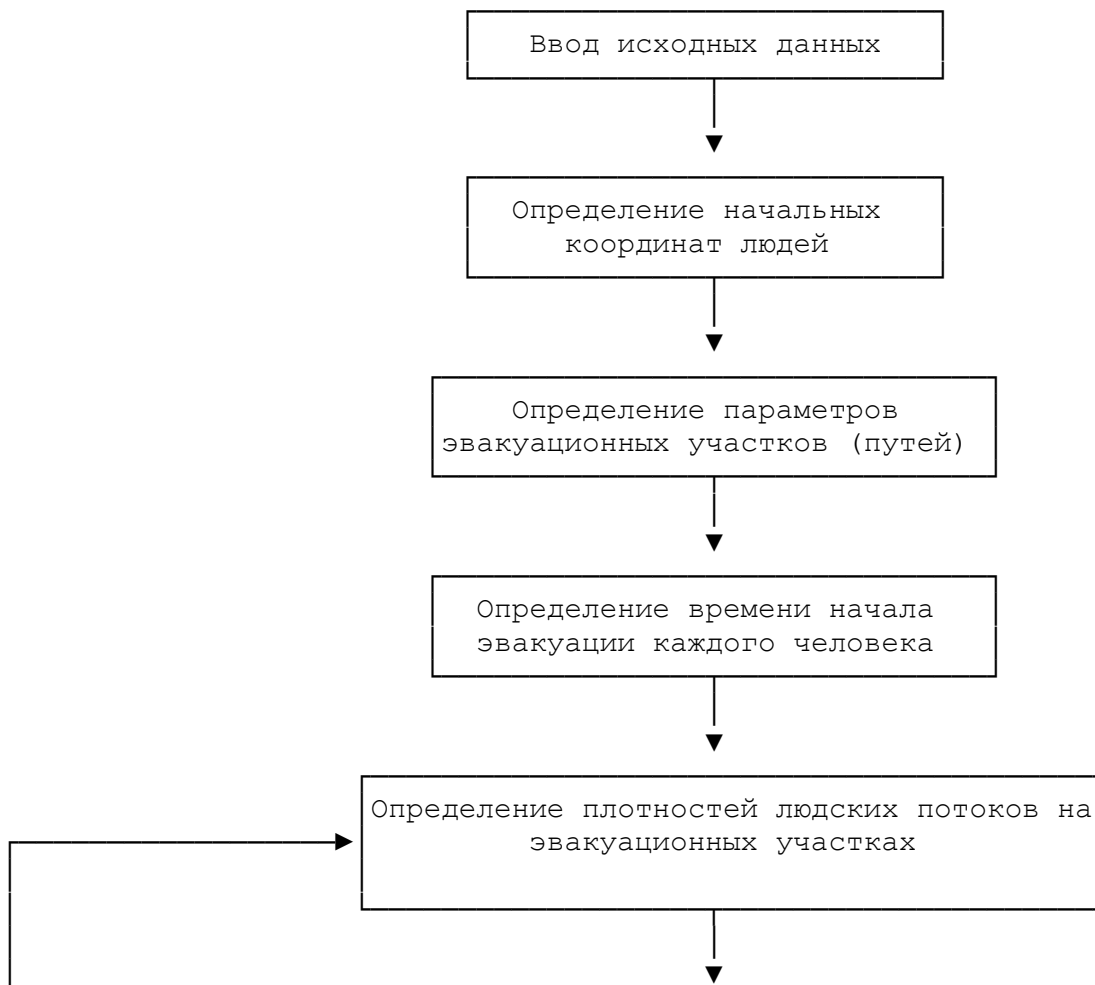 Ввод исходных данных
Определение начальных
координат людей
Определение параметров
эвакуационных участков (путей)
Определение времени начала
эвакуации каждого человека
Определение плотностей людских потоков на
эвакуационных участках